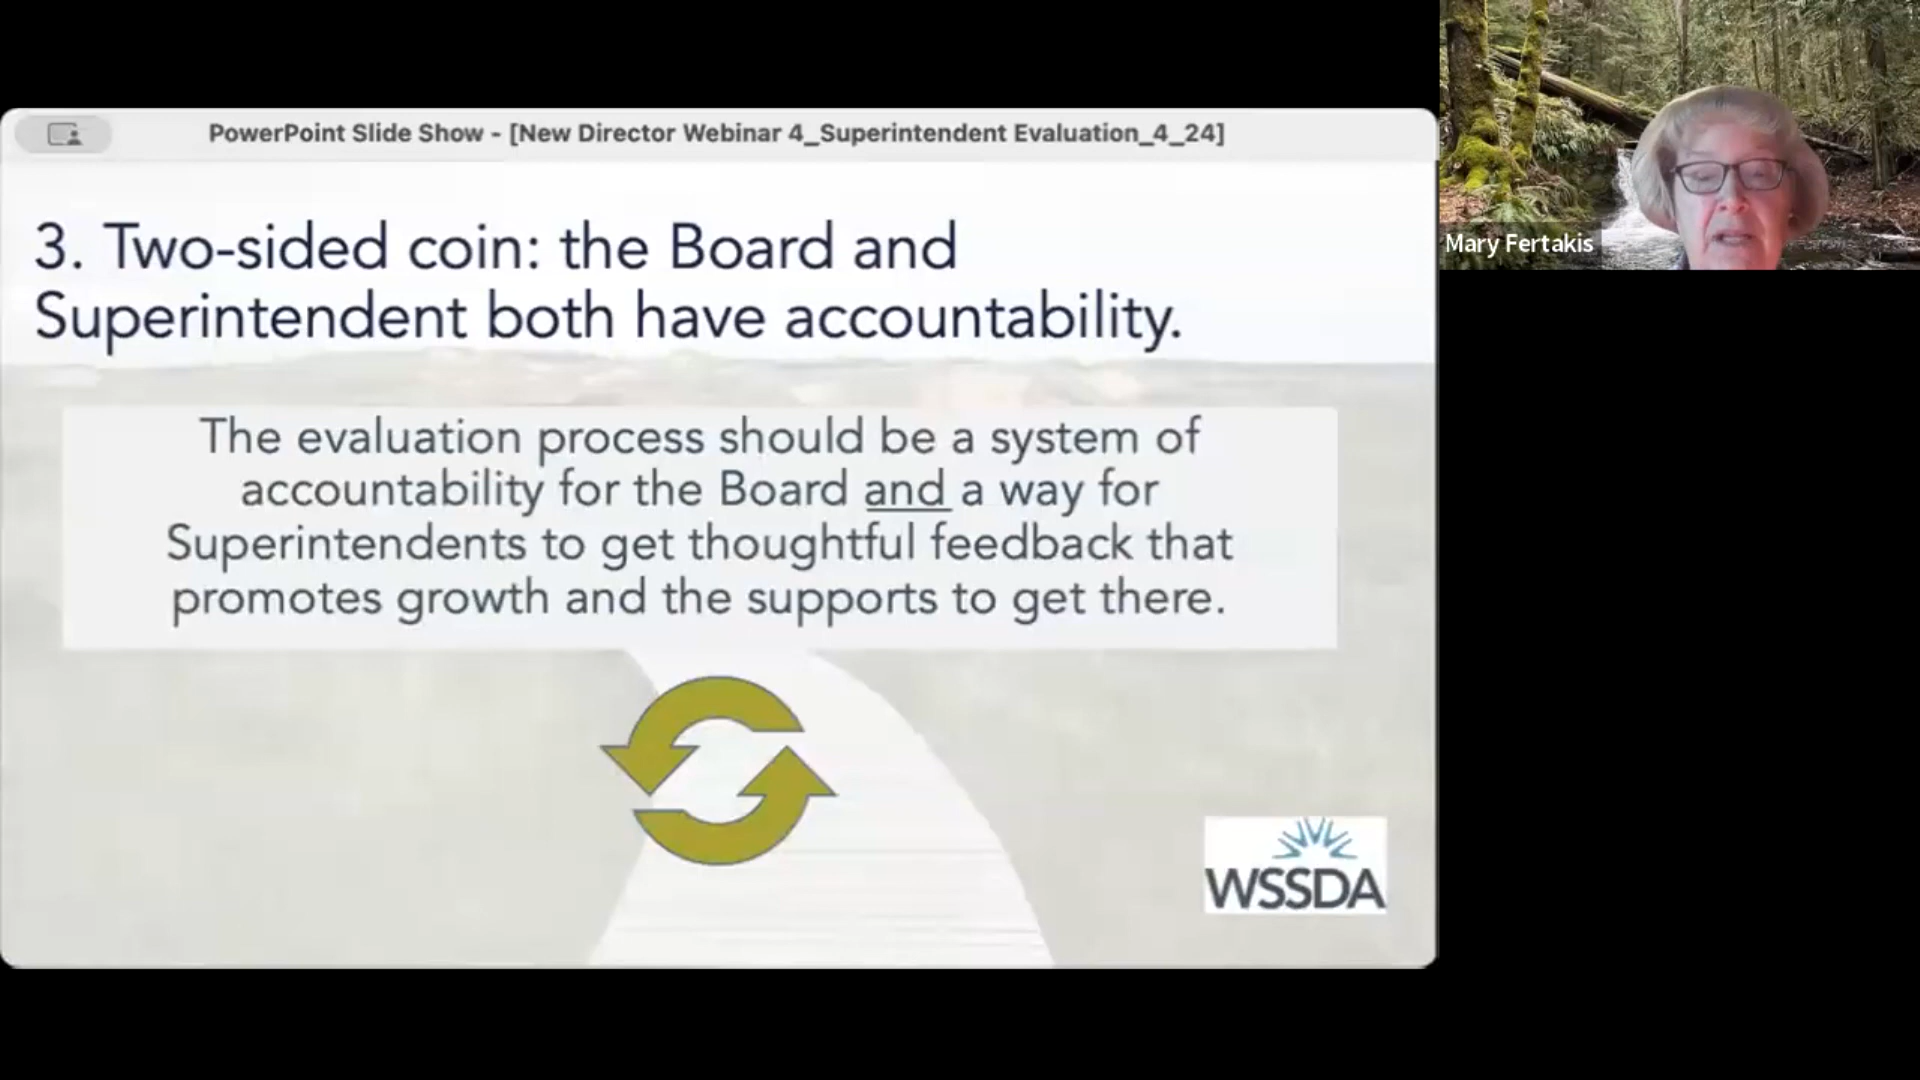 PowerPoint Slide Show - [New Director Webinar 4_Superintendent Evaluation_4_24]
3. Two-sided coin: the Board and
Superintendent both have accountability.
The evaluation process should be a system of
accountability for the Board and a way for
Superintendents to get thoughtful feedback that
promotes growth and the supports to get there.
WSSDA
Mary Fertakis